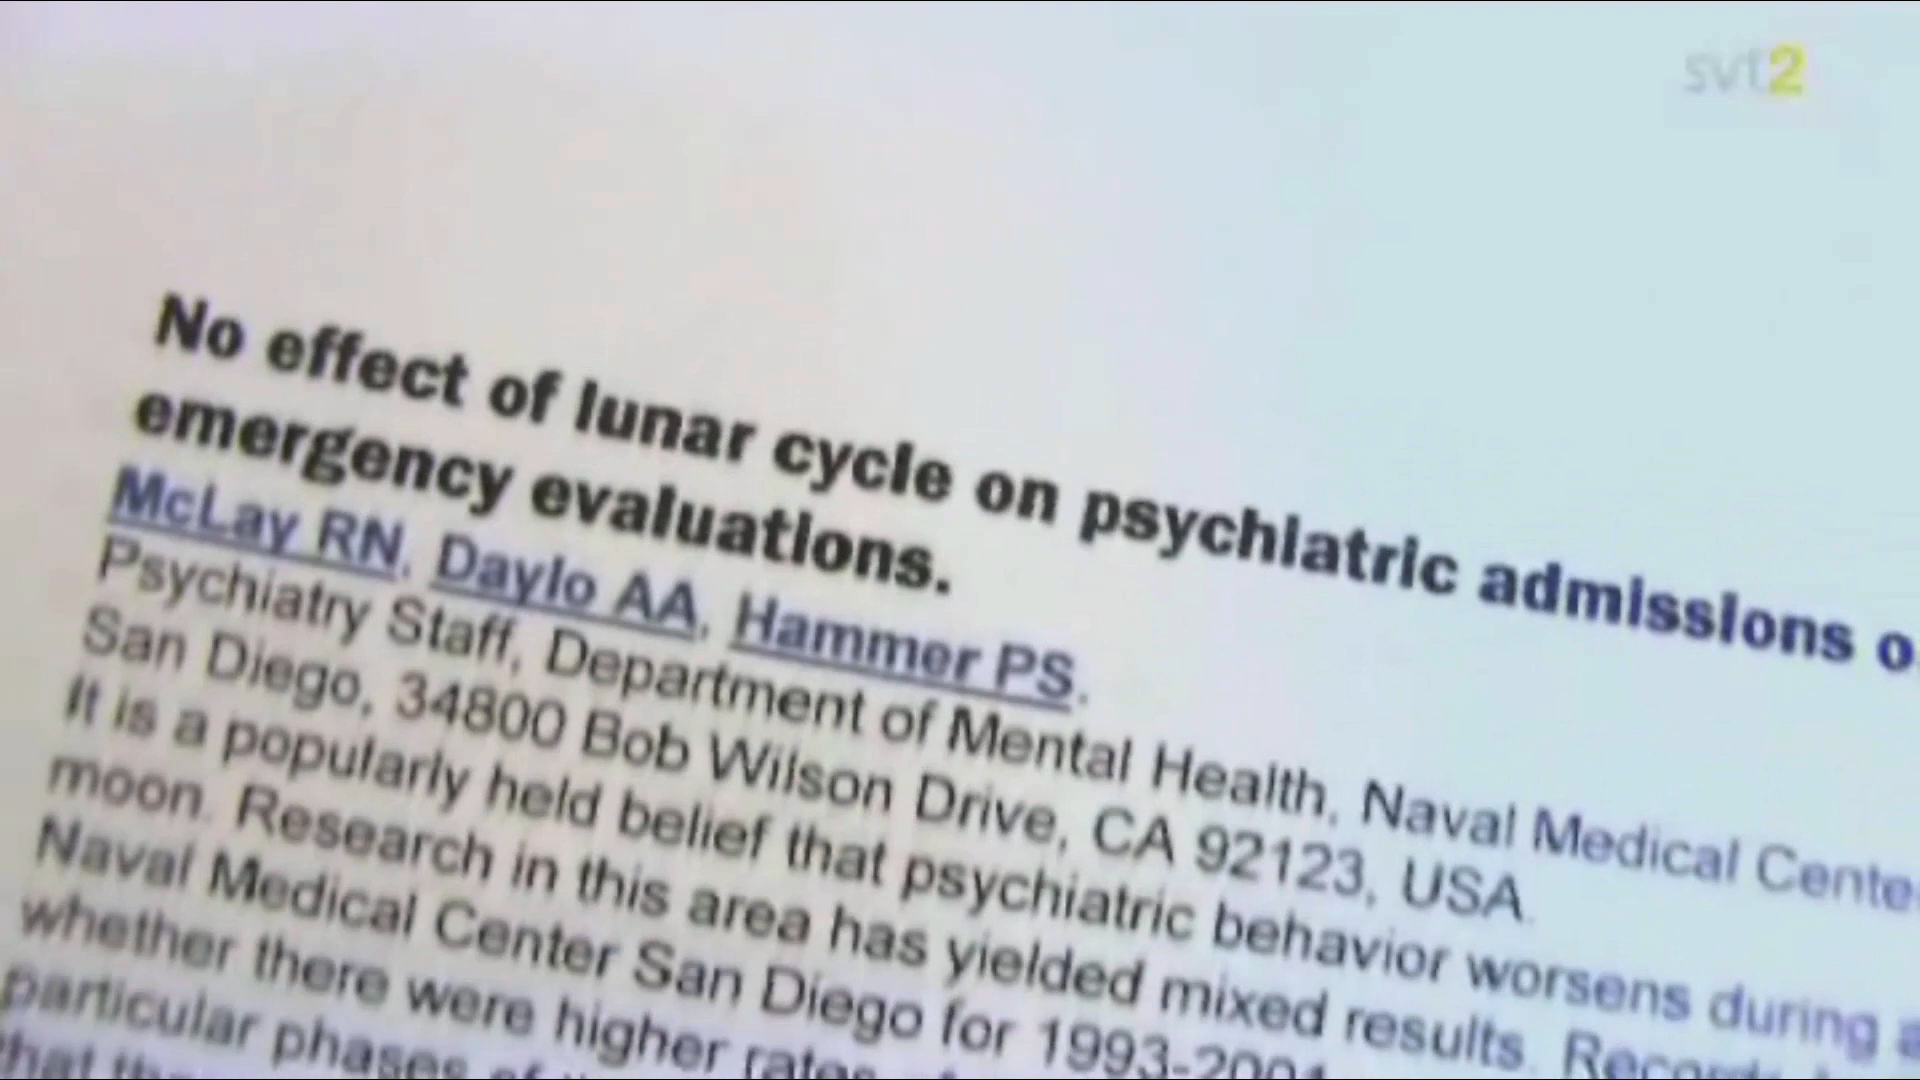 svt2
No effect of lunar cycle on psychiatric admissions
emergency evaluations.
McLay RN, Daylo AA, Hammer PS.
Psychiatry Staff, Department of Mental Health, Naval Medical
San Diego, 34800 Bob Wilson Drive, CA 92123, USA.
It is a popularly held belief that psychiatric behavior worsens during
moon. Research in this area has yielded mixed results.
Naval Medical Center San Diego for
whether there were higher rates
particular phases of
that